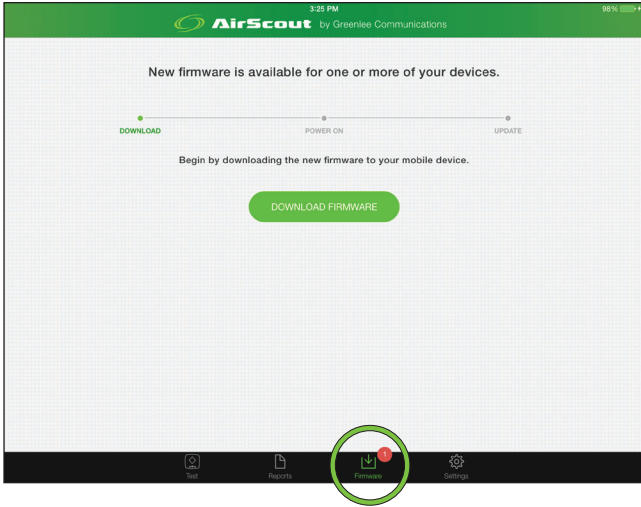 3:25 PM
98%
AirScout by Greenlee Communications
New firmware is available for one or more of your devices.
DOWNLOAD POWER ON UPDATE
Begin by downloading the new firmware to your mobile device.
DOWNLOAD FIRMWARE
1
Test Reports Firmware Settings